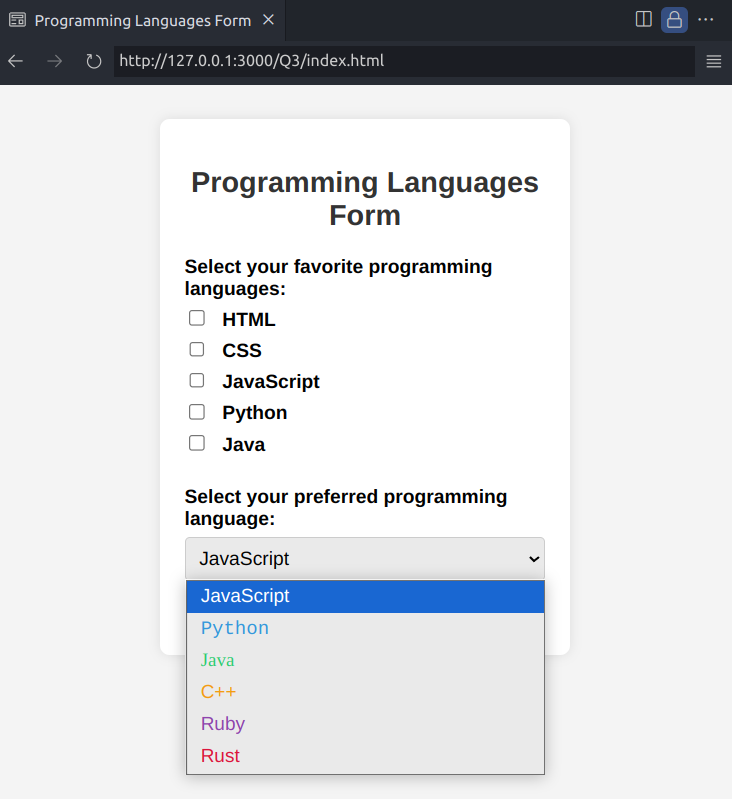 Programming Languages Form
http://127.0.0.1:3000/Q3/index.html
Programming Languages
Form
Select your favorite programming
languages:
HTML
CSS
JavaScript
Python
Java
Select your preferred programming
language:
JavaScript
JavaScript
Python
Java
C++
Ruby
Rust